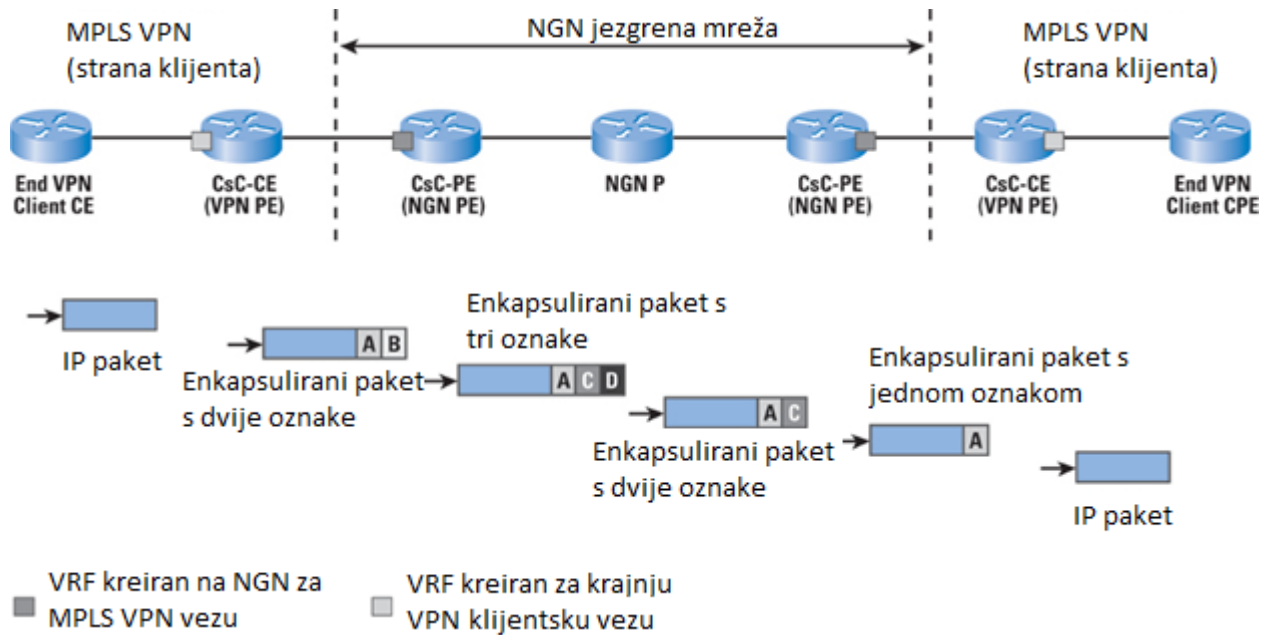 MPLS VPN
(strana klijenta)
NGN jezgrena mreža
MPLS VPN
(strana klijenta)
End VPN
Client CE
CsC-CE
(VPN PE)
CsC-PE
(NGN PE)
NGN P
CsC-PE
(NGN PE)
CsC-CE
(VPN PE)
End VPN
Client CPE
IP paket
A B
Enkapsulirani paket
s dvije oznake
Enkapsulirani paket s
tri oznake
A C D
A C
Enkapsulirani paket
s dvije oznake
Enkapsulirani paket s
jednom oznakom
A
IP paket
VRF kreiran na NGN za
MPLS VPN vezu
VRF kreiran za krajnju
VPN klijentsku vezu